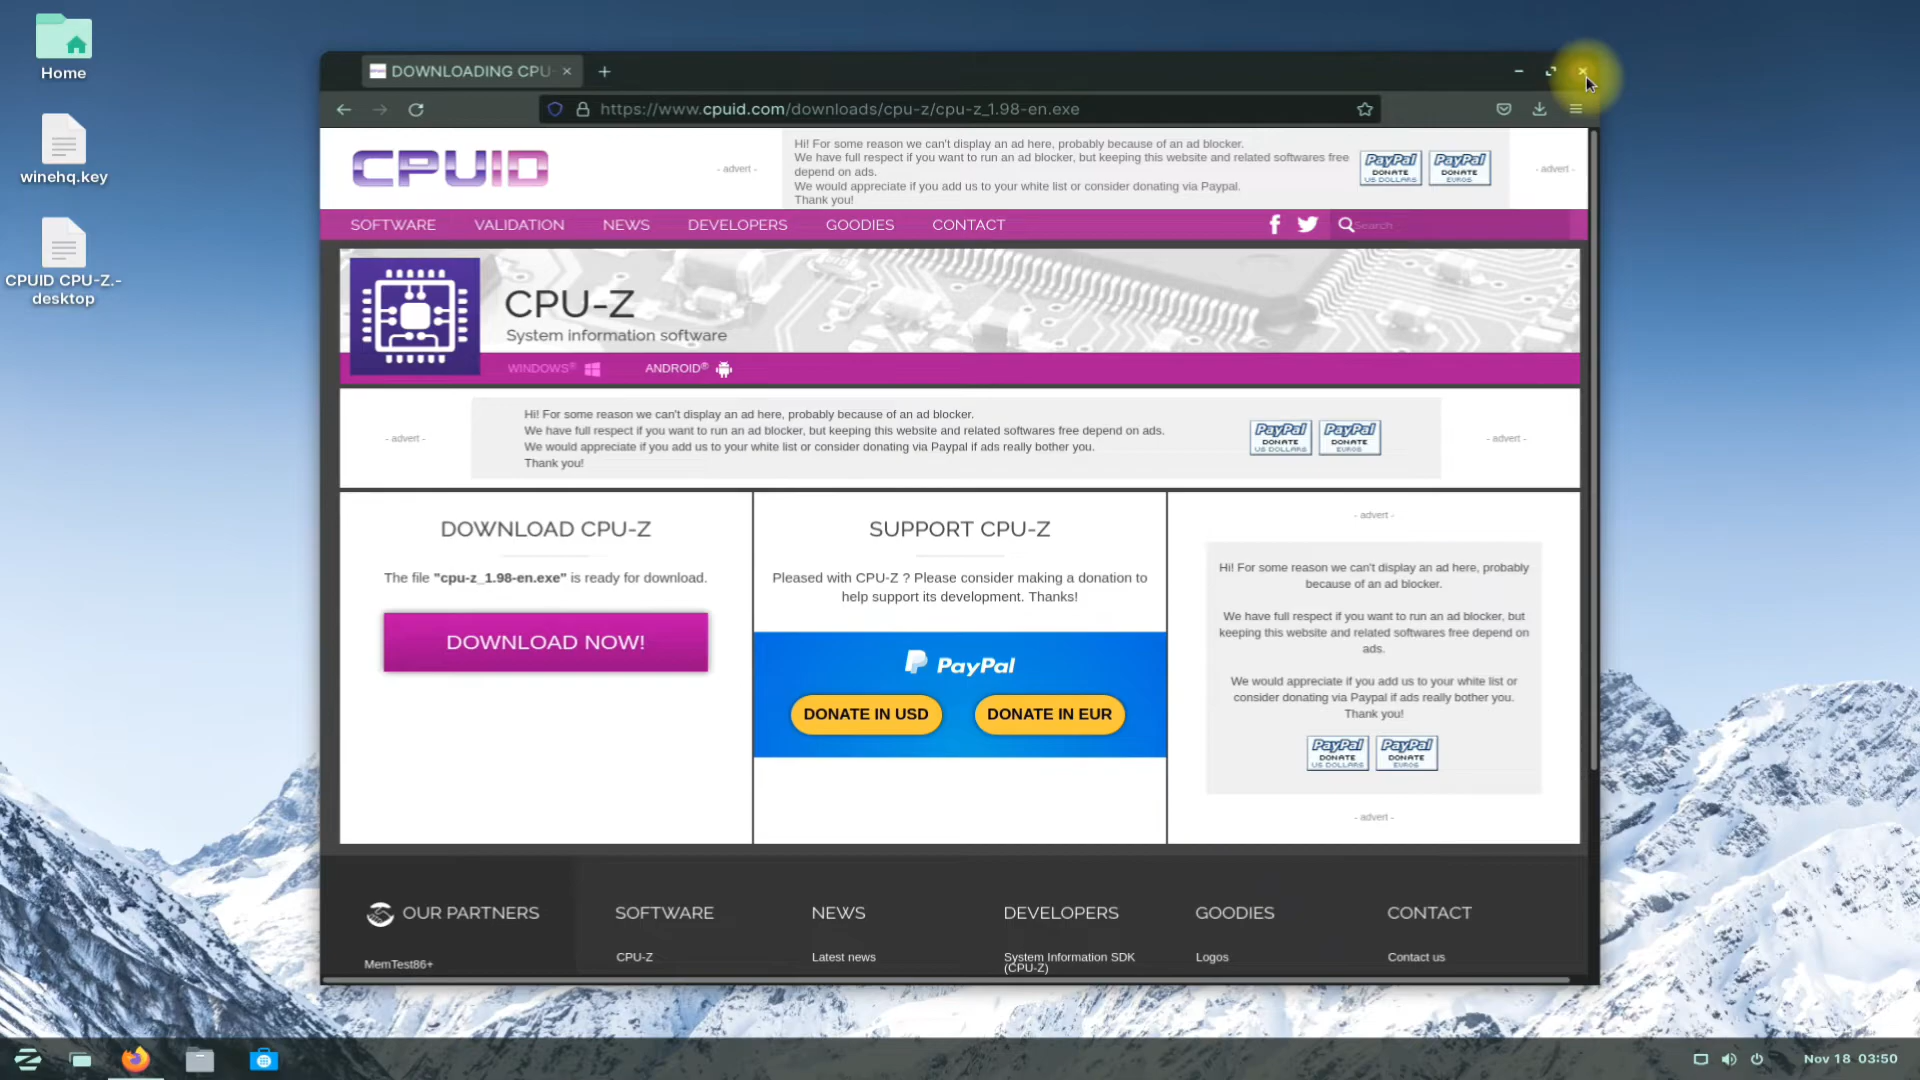 Home
winehq.key
CPUID CPU-Z.-
desktop
DOWNLOADING CPU-
https://www.cpuid.com/downloads/cpu-z/cpu-z_1.98-en.exe
CPUID
- advert -
Hi! For some reason we can't display an ad here, probably because of an ad blocker.
We have full respect if you want to run an ad blocker, but keeping this website and related softwares free
depend on ads.
We would appreciate if you add us to your white list or consider donating via Paypal.
Thank you!
PayPal
DONATE
US DOLLARS
PayPal
DONATE
EUROS
- advert -
SOFTWARE VALIDATION NEWS DEVELOPERS GOODIES CONTACT
Search
CPU-Z
System information software
WINDOWS® ANDROID®
- advert -
Hi! For some reason we can't display an ad here, probably because of an ad blocker.
We have full respect if you want to run an ad blocker, but keeping this website and related softwares free depend on ads.
We would appreciate if you add us to your white list or consider donating via Paypal if ads really bother you.
Thank you!
PayPal
DONATE
US DOLLARS
PayPal
DONATE
EUROS
- advert -
DOWNLOAD CPU-Z
The file "cpu-z_1.98-en.exe" is ready for download.
DOWNLOAD NOW!
SUPPORT CPU-Z
Pleased with CPU-Z ? Please consider making a donation to
help support its development. Thanks!
PayPal
DONATE IN USD DONATE IN EUR
- advert -
Hi! For some reason we can't display an ad here, probably
because of an ad blocker.
We have full respect if you want to run an ad blocker, but
keeping this website and related softwares free depend on
ads.
We would appreciate if you add us to your white list or
consider donating via Paypal if ads really bother you.
Thank you!
PayPal
DONATE
US DOLLARS
PayPal
DONATE
EUROS
- advert -
OUR PARTNERS
MemTest86+
SOFTWARE
CPU-Z
NEWS
Latest news
DEVELOPERS
System Information SDK
(CPU-Z)
GOODIES
Logos
CONTACT
Contact us
Nov 18 03:50